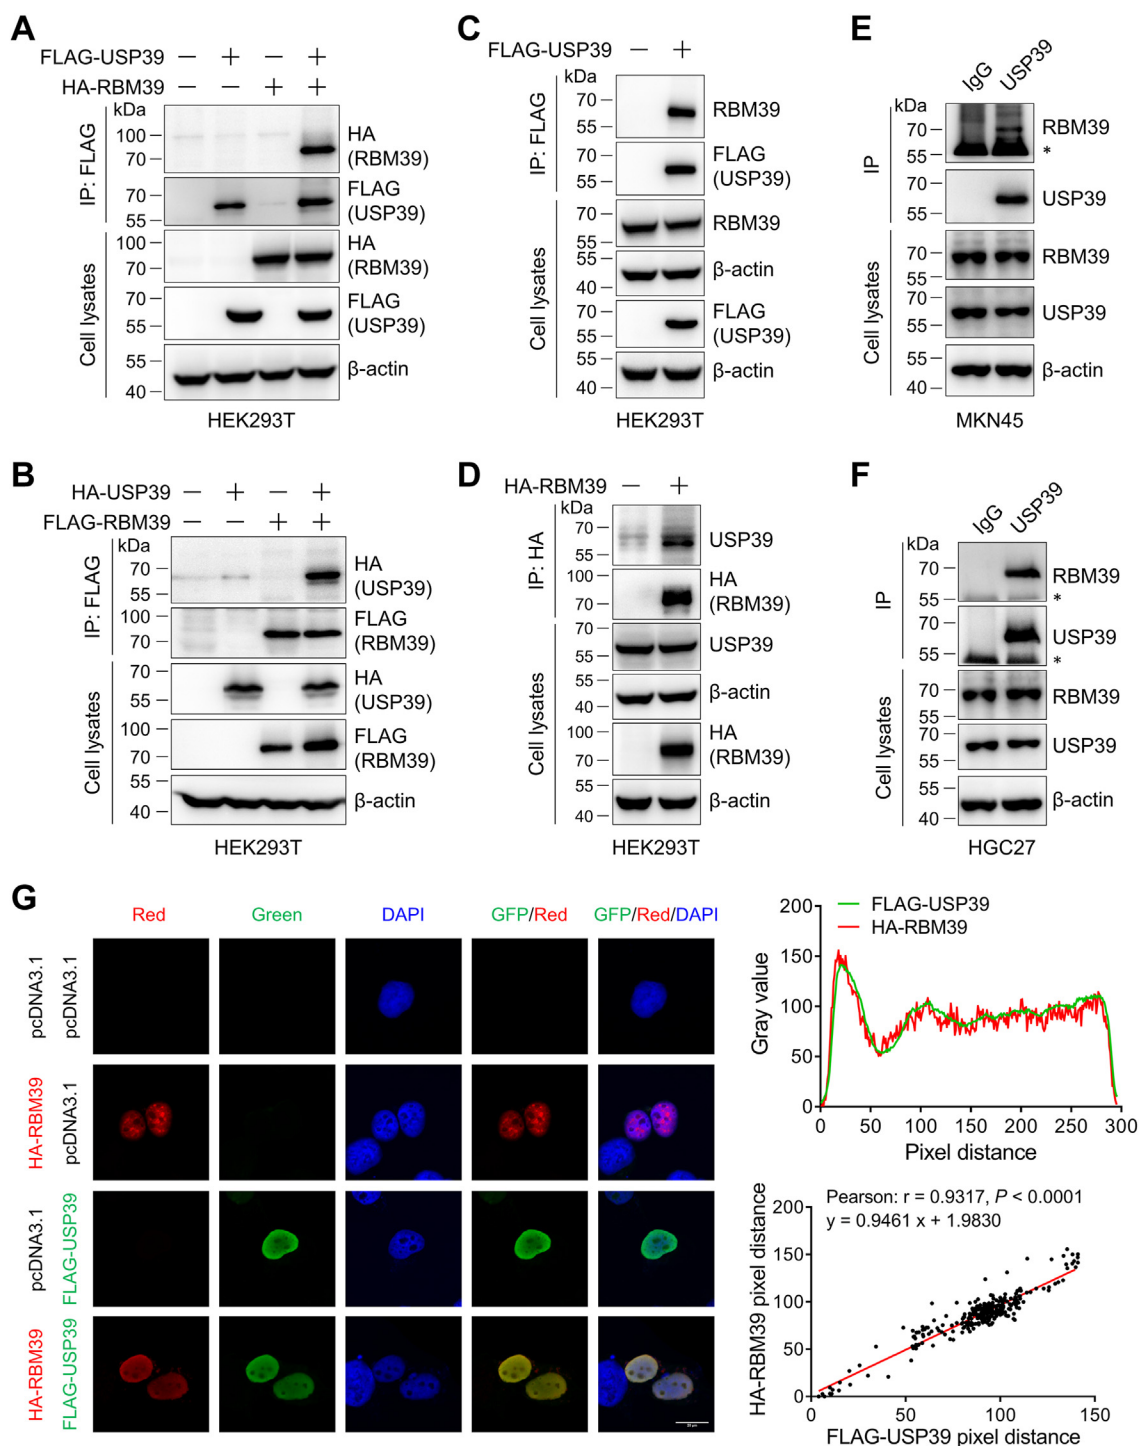 A
FLAG-USP39 − + − +
HA-RBM39 − − + +
kDa
IP: FLAG
100
70
HA
(RBM39)
70
55
FLAG
(USP39)
Cell lysates
100
70
HA
(RBM39)
70
55
FLAG
(USP39)
55
40
β-actin
HEK293T
B
HA-USP39 − + − +
FLAG-RBM39 − − + +
kDa
IP: FLAG
70
55
HA
(USP39)
100
70
FLAG
(RBM39)
Cell lysates
70
55
HA
(USP39)
100
70
FLAG
(RBM39)
55
40
β-actin
HEK293T
C
FLAG-USP39 − +
kDa
IP: FLAG
70
55
RBM39
70
55
FLAG
(USP39)
Cell lysates
70
55
RBM39
55
40
β-actin
70
55
FLAG
(USP39)
55
40
β-actin
HEK293T
D
HA-RBM39 − +
kDa
IP: HA
70
55
USP39
100
70
HA
(RBM39)
Cell lysates
70
55
USP39
55
40
β-actin
100
70
HA
(RBM39)
55
40
β-actin
HEK293T
E
IgG USP39
kDa
IP
70
55
RBM39
*
70
55
USP39
Cell lysates
70
55
RBM39
70
55
USP39
55
40
β-actin
MKN45
F
IgG USP39
kDa
IP
70
55
RBM39
*
70
55
USP39
*
Cell lysates
70
55
RBM39
70
55
USP39
55
40
β-actin
HGC27
G
Red Green DAPI GFP/Red GFP/Red/DAPI
pcDNA3.1
pcDNA3.1
HA-RBM39
pcDNA3.1
pcDNA3.1
FLAG-USP39
HA-RBM39
FLAG-USP39
20 μm
FLAG-USP39
HA-RBM39
Gray value
200
150
100
50
0
0 50 100 150 200 250 300
Pixel distance
Pearson: r = 0.9317, P < 0.0001
y = 0.9461 x + 1.9830
HA-RBM39 pixel distance
200
150
100
50
0
0 50 100 150
FLAG-USP39 pixel distance